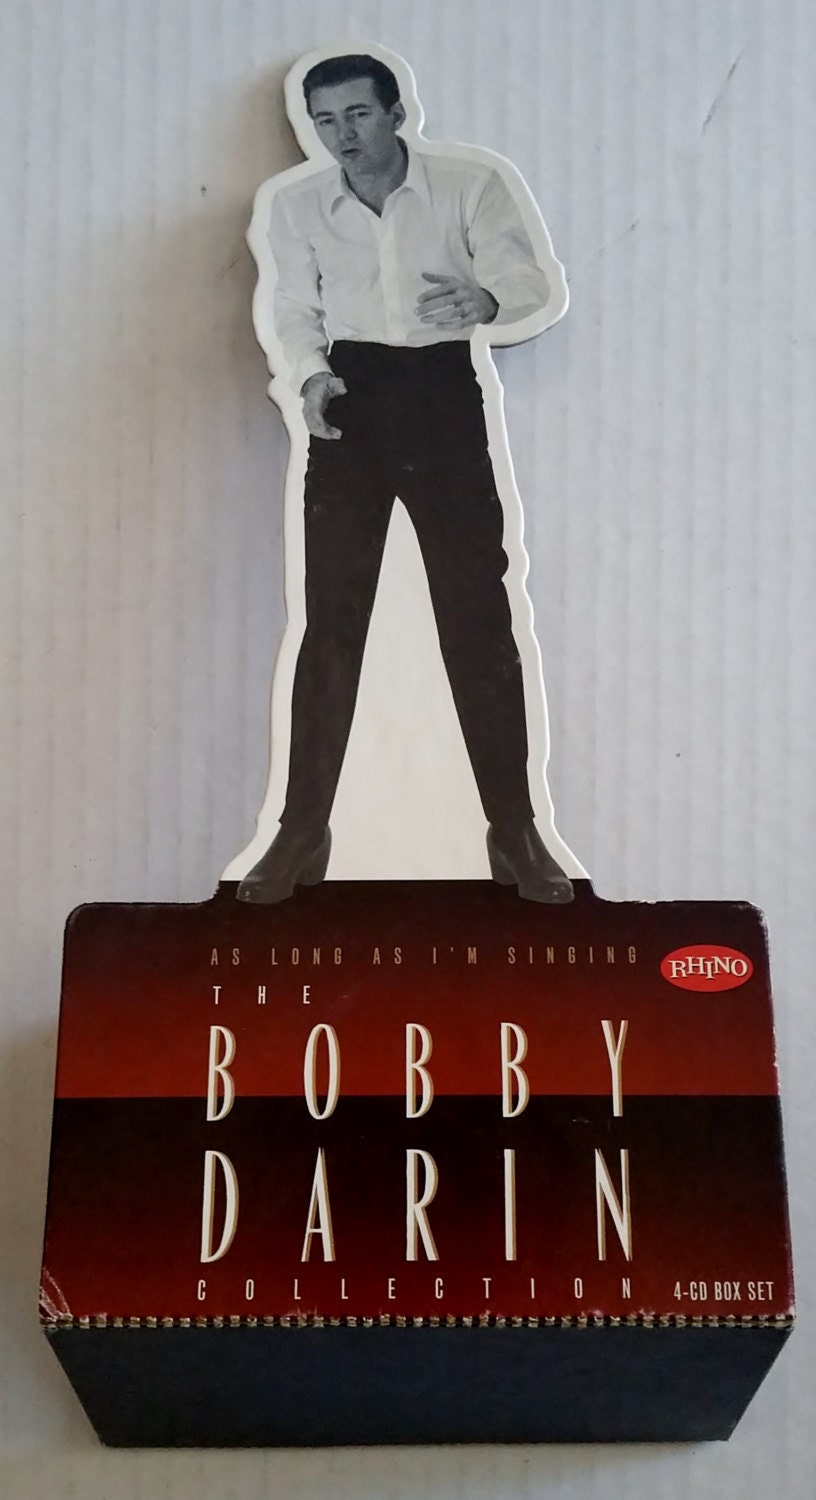 AS LONG AS I'M SINGING
RHINO
THE
BOBBY
DARIN
COLLECTION
4-CD BOX SET